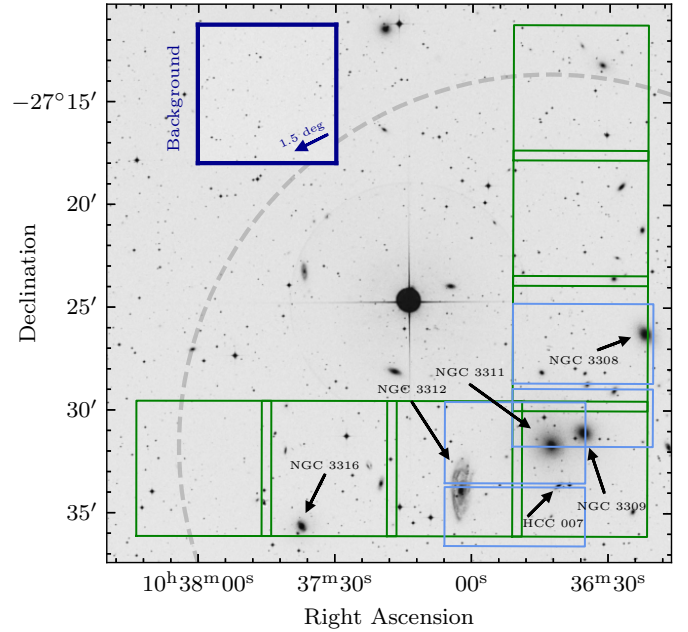 Background
1.5 deg
−27°15′
20′
25′
30′
35′
Declination
NGC 3308
NGC 3311
NGC 3312
NGC 3316
NGC 3309
HCC 007
10ʰ38ᵐ00ˢ
37ᵐ30ˢ
00ˢ
36ᵐ30ˢ
Right Ascension